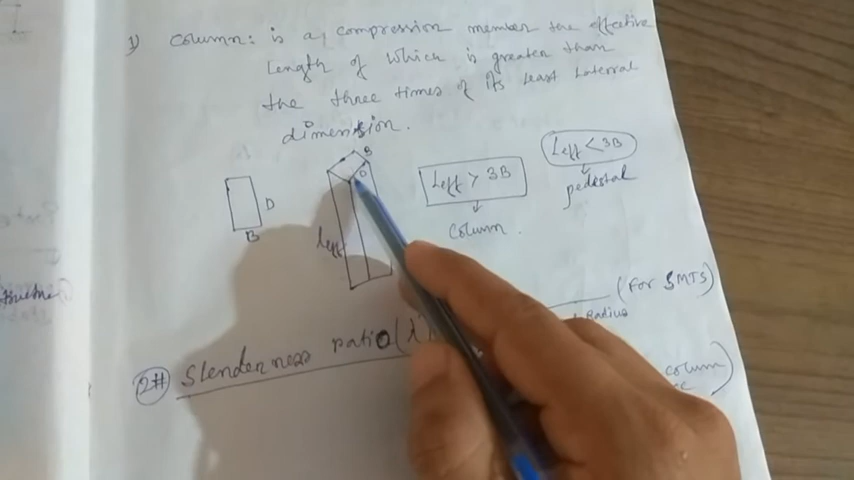 1) Column: is a compression member the effective
length of which is greater than
the three times of its least lateral
dimension.
B
D
Leff > 3B
Leff < 3B
D
B
leff
column.
pedestal
2# Slenderness ratio (λ)
(For SMTS)
Radius
column